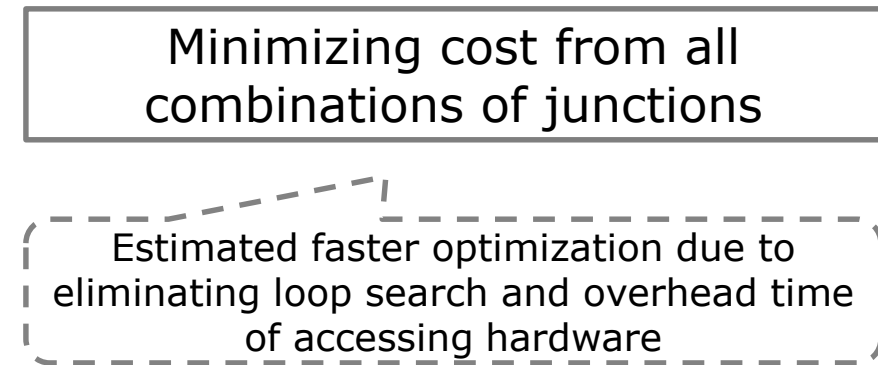 Minimizing cost from all
combinations of junctions
Estimated faster optimization due to
eliminating loop search and overhead time
of accessing hardware